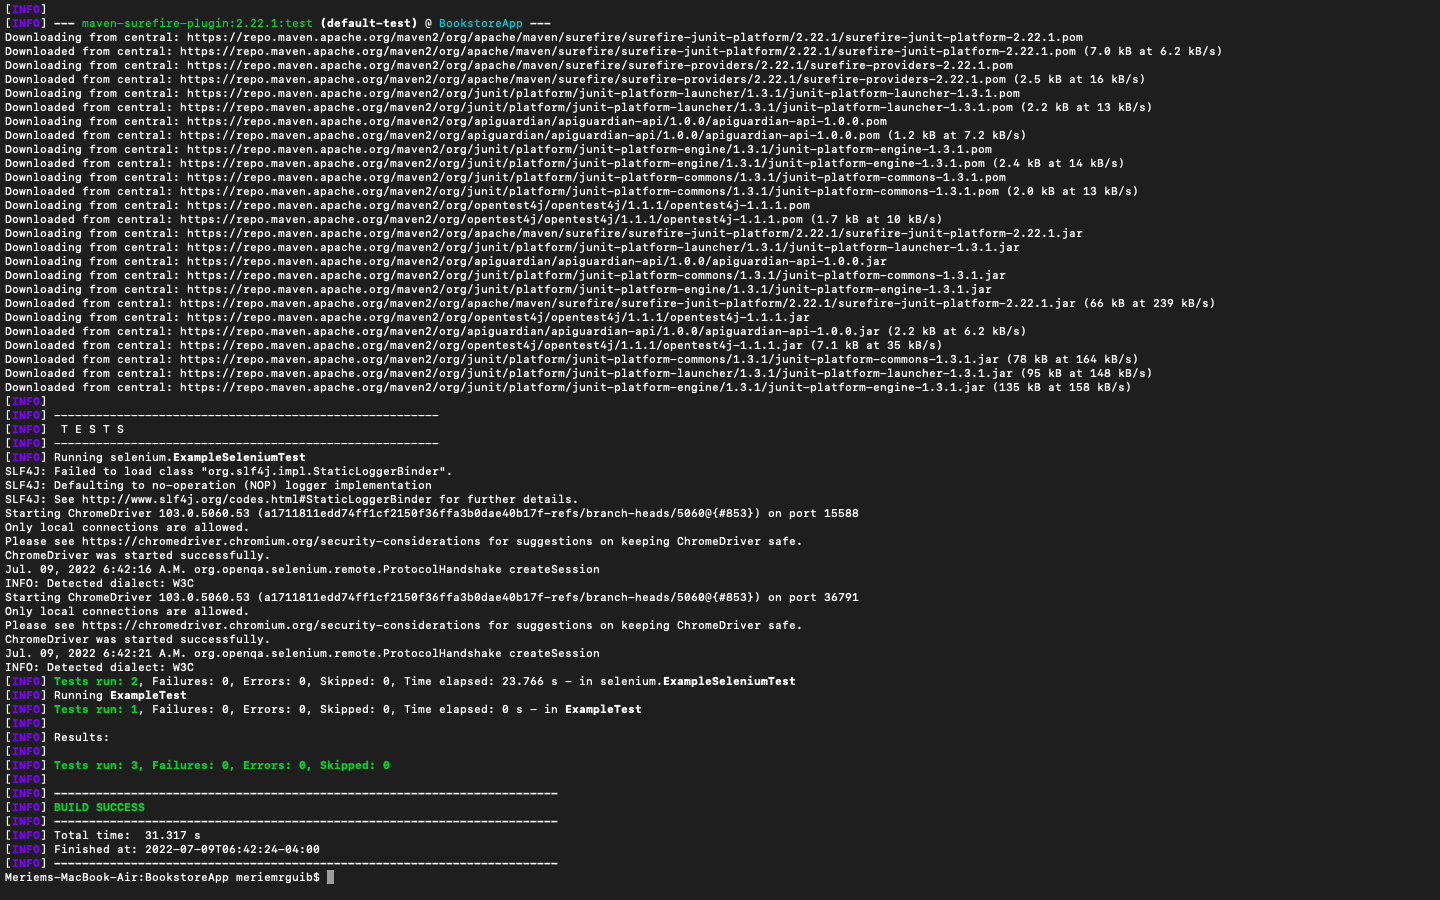 [INFO]
[INFO] --- maven-surefire-plugin:2.22.1:test (default-test) @ BookstoreApp ---
Downloading from central: https://repo.maven.apache.org/maven2/org/apache/maven/surefire/surefire-junit-platform/2.22.1/surefire-junit-platform-2.22.1.pom
Downloaded from central: https://repo.maven.apache.org/maven2/org/apache/maven/surefire/surefire-junit-platform/2.22.1/surefire-junit-platform-2.22.1.pom (7.0 kB at 6.2 kB/s)
Downloading from central: https://repo.maven.apache.org/maven2/org/apache/maven/surefire/surefire-providers/2.22.1/surefire-providers-2.22.1.pom
Downloaded from central: https://repo.maven.apache.org/maven2/org/apache/maven/surefire/surefire-providers/2.22.1/surefire-providers-2.22.1.pom (2.5 kB at 16 kB/s)
Downloading from central: https://repo.maven.apache.org/maven2/org/junit/platform/junit-platform-launcher/1.3.1/junit-platform-launcher-1.3.1.pom
Downloaded from central: https://repo.maven.apache.org/maven2/org/junit/platform/junit-platform-launcher/1.3.1/junit-platform-launcher-1.3.1.pom (2.2 kB at 13 kB/s)
Downloading from central: https://repo.maven.apache.org/maven2/org/apiguardian/apiguardian-api/1.0.0/apiguardian-api-1.0.0.pom
Downloaded from central: https://repo.maven.apache.org/maven2/org/apiguardian/apiguardian-api/1.0.0/apiguardian-api-1.0.0.pom (1.2 kB at 7.2 kB/s)
Downloading from central: https://repo.maven.apache.org/maven2/org/junit/platform/junit-platform-engine/1.3.1/junit-platform-engine-1.3.1.pom
Downloaded from central: https://repo.maven.apache.org/maven2/org/junit/platform/junit-platform-engine/1.3.1/junit-platform-engine-1.3.1.pom (2.4 kB at 14 kB/s)
Downloading from central: https://repo.maven.apache.org/maven2/org/junit/platform/junit-platform-commons/1.3.1/junit-platform-commons-1.3.1.pom
Downloaded from central: https://repo.maven.apache.org/maven2/org/junit/platform/junit-platform-commons/1.3.1/junit-platform-commons-1.3.1.pom (2.0 kB at 13 kB/s)
Downloading from central: https://repo.maven.apache.org/maven2/org/opentest4j/opentest4j/1.1.1/opentest4j-1.1.1.pom
Downloaded from central: https://repo.maven.apache.org/maven2/org/opentest4j/opentest4j/1.1.1/opentest4j-1.1.1.pom (1.7 kB at 10 kB/s)
Downloading from central: https://repo.maven.apache.org/maven2/org/apache/maven/surefire/surefire-junit-platform/2.22.1/surefire-junit-platform-2.22.1.jar
Downloading from central: https://repo.maven.apache.org/maven2/org/junit/platform/junit-platform-launcher/1.3.1/junit-platform-launcher-1.3.1.jar
Downloading from central: https://repo.maven.apache.org/maven2/org/apiguardian/apiguardian-api/1.0.0/apiguardian-api-1.0.0.jar
Downloading from central: https://repo.maven.apache.org/maven2/org/junit/platform/junit-platform-commons/1.3.1/junit-platform-commons-1.3.1.jar
Downloading from central: https://repo.maven.apache.org/maven2/org/junit/platform/junit-platform-engine/1.3.1/junit-platform-engine-1.3.1.jar
Downloaded from central: https://repo.maven.apache.org/maven2/org/apache/maven/surefire/surefire-junit-platform/2.22.1/surefire-junit-platform-2.22.1.jar (66 kB at 239 kB/s)
Downloading from central: https://repo.maven.apache.org/maven2/org/opentest4j/opentest4j/1.1.1/opentest4j-1.1.1.jar
Downloaded from central: https://repo.maven.apache.org/maven2/org/apiguardian/apiguardian-api/1.0.0/apiguardian-api-1.0.0.jar (2.2 kB at 6.2 kB/s)
Downloaded from central: https://repo.maven.apache.org/maven2/org/opentest4j/opentest4j/1.1.1/opentest4j-1.1.1.jar (7.1 kB at 35 kB/s)
Downloaded from central: https://repo.maven.apache.org/maven2/org/junit/platform/junit-platform-commons/1.3.1/junit-platform-commons-1.3.1.jar (78 kB at 164 kB/s)
Downloaded from central: https://repo.maven.apache.org/maven2/org/junit/platform/junit-platform-launcher/1.3.1/junit-platform-launcher-1.3.1.jar (95 kB at 148 kB/s)
Downloaded from central: https://repo.maven.apache.org/maven2/org/junit/platform/junit-platform-engine/1.3.1/junit-platform-engine-1.3.1.jar (135 kB at 158 kB/s)
[INFO]
[INFO] -------------------------------------------------------
[INFO]  T E S T S
[INFO] -------------------------------------------------------
[INFO] Running selenium.ExampleSeleniumTest
SLF4J: Failed to load class "org.slf4j.impl.StaticLoggerBinder".
SLF4J: Defaulting to no-operation (NOP) logger implementation
SLF4J: See http://www.slf4j.org/codes.html#StaticLoggerBinder for further details.
Starting ChromeDriver 103.0.5060.53 (a1711811edd74ff1cf2150f36ffa3b0dae40b17f-refs/branch-heads/5060@{#853}) on port 15588
Only local connections are allowed.
Please see https://chromedriver.chromium.org/security-considerations for suggestions on keeping ChromeDriver safe.
ChromeDriver was started successfully.
Jul. 09, 2022 6:42:16 A.M. org.openqa.selenium.remote.ProtocolHandshake createSession
INFO: Detected dialect: W3C
Starting ChromeDriver 103.0.5060.53 (a1711811edd74ff1cf2150f36ffa3b0dae40b17f-refs/branch-heads/5060@{#853}) on port 36791
Only local connections are allowed.
Please see https://chromedriver.chromium.org/security-considerations for suggestions on keeping ChromeDriver safe.
ChromeDriver was started successfully.
Jul. 09, 2022 6:42:21 A.M. org.openqa.selenium.remote.ProtocolHandshake createSession
INFO: Detected dialect: W3C
[INFO] Tests run: 2, Failures: 0, Errors: 0, Skipped: 0, Time elapsed: 23.766 s - in selenium.ExampleSeleniumTest
[INFO] Running ExampleTest
[INFO] Tests run: 1, Failures: 0, Errors: 0, Skipped: 0, Time elapsed: 0 s - in ExampleTest
[INFO]
[INFO] Results:
[INFO]
[INFO] Tests run: 3, Failures: 0, Errors: 0, Skipped: 0
[INFO]
[INFO] ------------------------------------------------------------------------
[INFO] BUILD SUCCESS
[INFO] ------------------------------------------------------------------------
[INFO] Total time:  31.317 s
[INFO] Finished at: 2022-07-09T06:42:24-04:00
[INFO] ------------------------------------------------------------------------
Meriems-MacBook-Air:BookstoreApp meriemrguib$